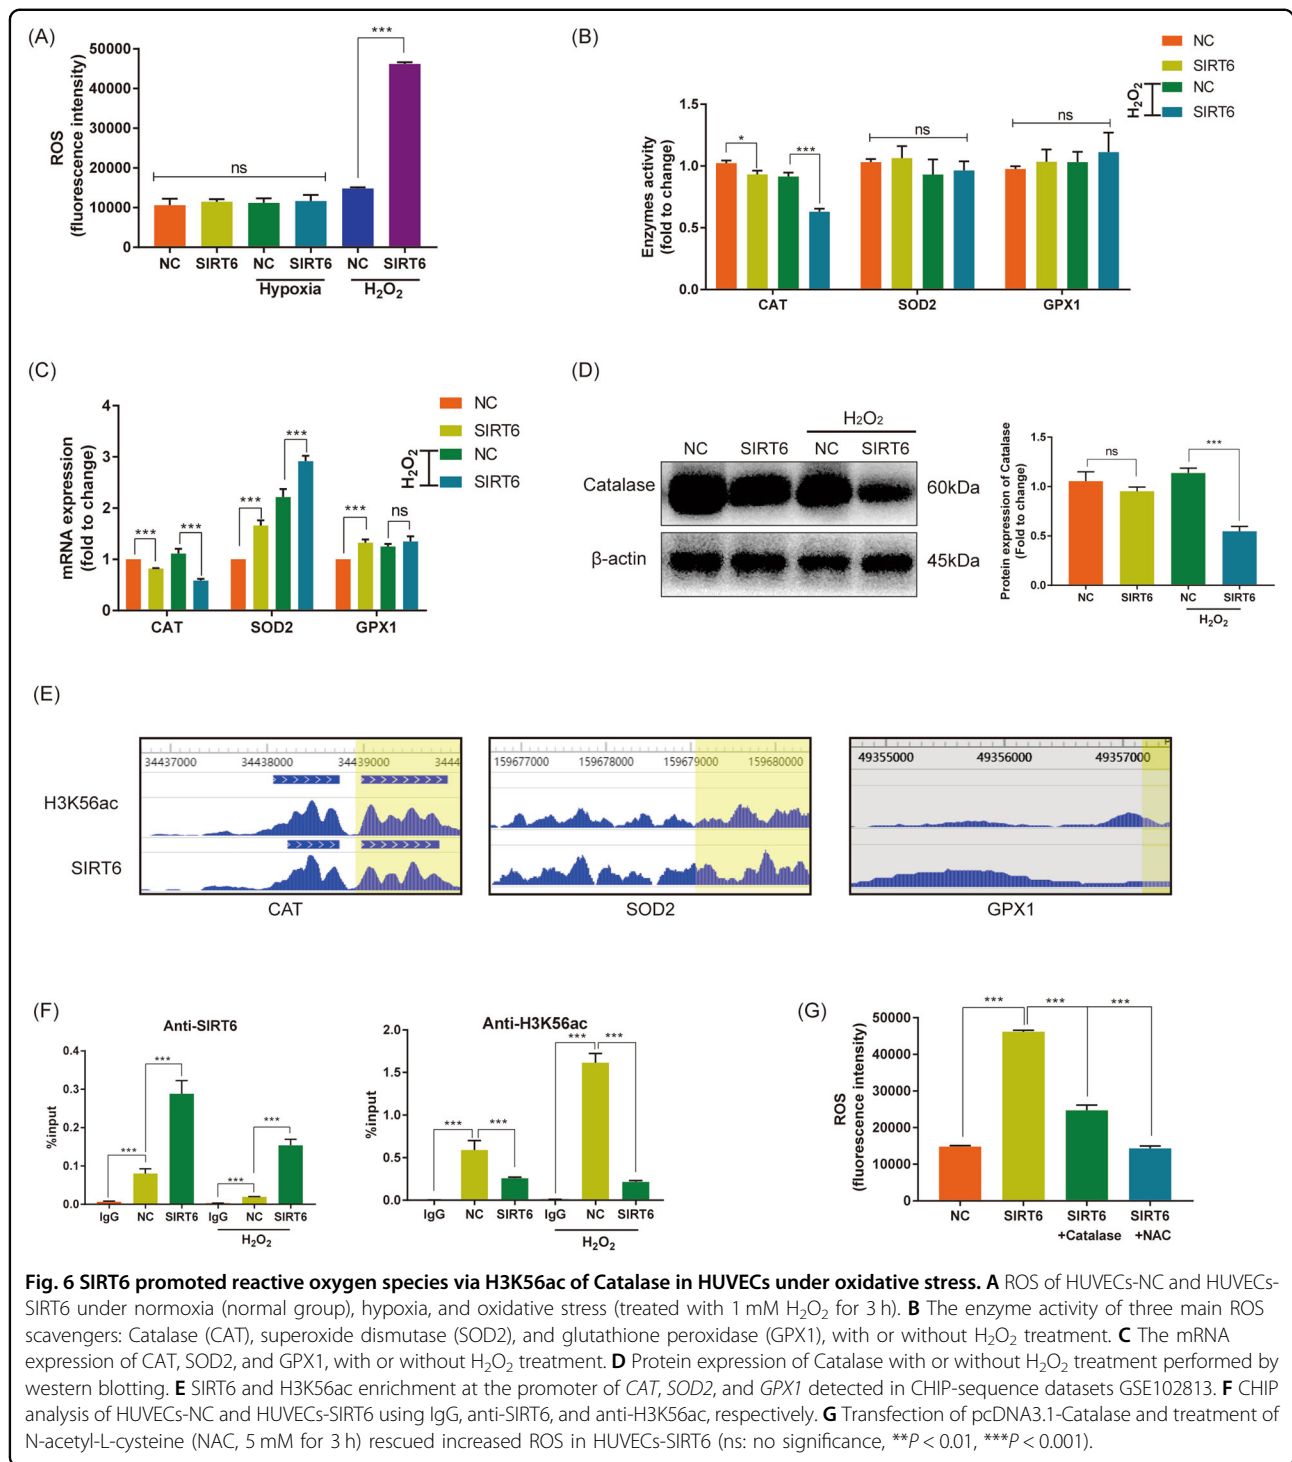 (A)
ROS
(fluorescence intensity)
50000
40000
30000
20000
10000
0
ns
***
NC SIRT6 NC SIRT6 NC SIRT6
Hypoxia H2O2
(B)
NC
SIRT6
NC
SIRT6
H2O2
Enzymes activity
(fold to change)
1.5
1.0
0.5
0.0
* *** ns ns
CAT SOD2 GPX1
(C)
NC
SIRT6
NC
SIRT6
H2O2
mRNA expression
(fold to change)
4
3
2
1
0
*** *** *** *** *** ns
CAT SOD2 GPX1
(D)
H2O2
NC SIRT6 NC SIRT6
Catalase 60kDa
β-actin 45kDa
Protein expression of Catalase
(Fold to change)
1.5
1.0
0.5
0.0
ns ***
NC SIRT6 NC SIRT6
H2O2
(E)
34437000 34438000 34439000 3444
159677000 159678000 159679000 159680000
49355000 49356000 49357000
H3K56ac
SIRT6
CAT SOD2 GPX1
(F)
Anti-SIRT6
%input
0.4
0.3
0.2
0.1
0.0
*** *** *** ***
IgG NC SIRT6 IgG NC SIRT6
H2O2
Anti-H3K56ac
%input
2.0
1.5
1.0
0.5
0.0
*** *** *** ***
IgG NC SIRT6 IgG NC SIRT6
H2O2
(G)
ROS
(fluorescence intensity)
50000
40000
30000
20000
10000
0
*** *** ***
NC SIRT6 SIRT6 SIRT6
+Catalase +NAC
Fig. 6 SIRT6 promoted reactive oxygen species via H3K56ac of Catalase in HUVECs under oxidative stress. A ROS of HUVECs-NC and HUVECs-
SIRT6 under normoxia (normal group), hypoxia, and oxidative stress (treated with 1 mM H2O2 for 3 h). B The enzyme activity of three main ROS
scavengers: Catalase (CAT), superoxide dismutase (SOD2), and glutathione peroxidase (GPX1), with or without H2O2 treatment. C The mRNA
expression of CAT, SOD2, and GPX1, with or without H2O2 treatment. D Protein expression of Catalase with or without H2O2 treatment performed by
western blotting. E SIRT6 and H3K56ac enrichment at the promoter of CAT, SOD2, and GPX1 detected in CHIP-sequence datasets GSE102813. F CHIP
analysis of HUVECs-NC and HUVECs-SIRT6 using IgG, anti-SIRT6, and anti-H3K56ac, respectively. G Transfection of pcDNA3.1-Catalase and treatment of
N-acetyl-L-cysteine (NAC, 5 mM for 3 h) rescued increased ROS in HUVECs-SIRT6 (ns: no significance, **P < 0.01, ***P < 0.001).